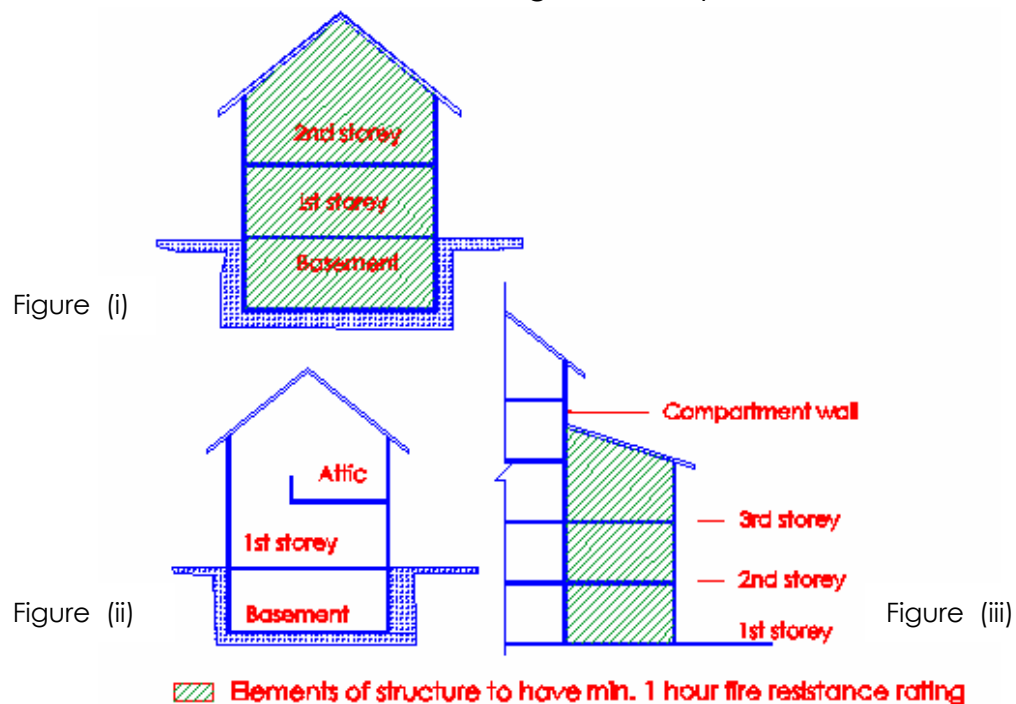 2nd storey
1st storey
Basement
Figure (i)
Compartment wall
Attic
3rd storey
1st storey
2nd storey
Figure (ii)
Basement
1st storey
Figure (iii)
Elements of structure to have min. 1 hour fire resistance rating